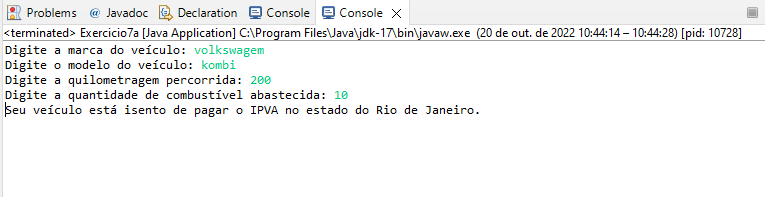 Problems @ Javadoc Declaration Console Console
<terminated> Exercicio7a [Java Application] C:\Program Files\Java\jdk-17\bin\javaw.exe (20 de out. de 2022 10:44:14 – 10:44:28) [pid: 10728]
Digite a marca do veículo: volkswagem
Digite o modelo do veículo: kombi
Digite a quilometragem percorrida: 200
Digite a quantidade de combustível abastecida: 10
Seu veículo está isento de pagar o IPVA no estado do Rio de Janeiro.